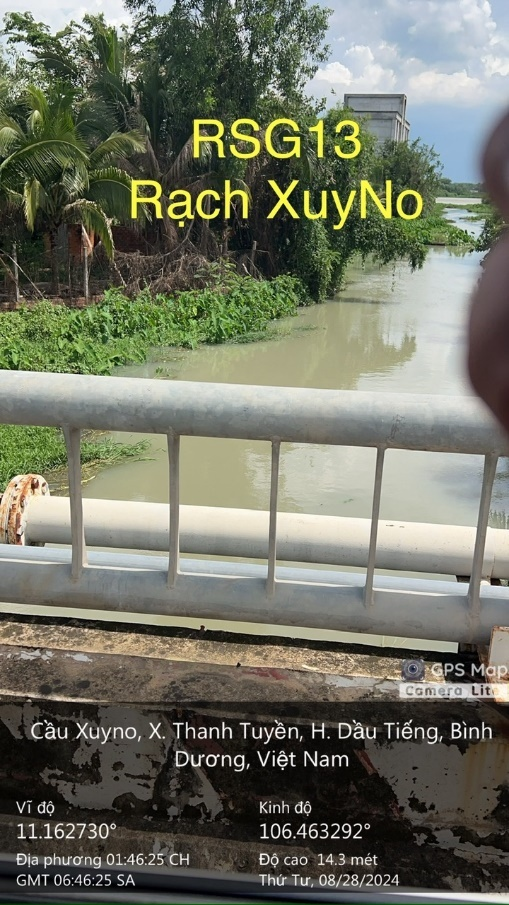 RSG13
Rạch XuyNo
GPS Map
Camera Lite
Cầu Xuyno, X. Thanh Tuyền, H. Dầu Tiếng, Bình
Dương, Việt Nam
Vĩ độ
11.162730°
Kinh độ
106.463292°
Địa phương 01:46:25 CH
GMT 06:46:25 SA
Độ cao 14.3 mét
Thứ Tư, 08/28/2024